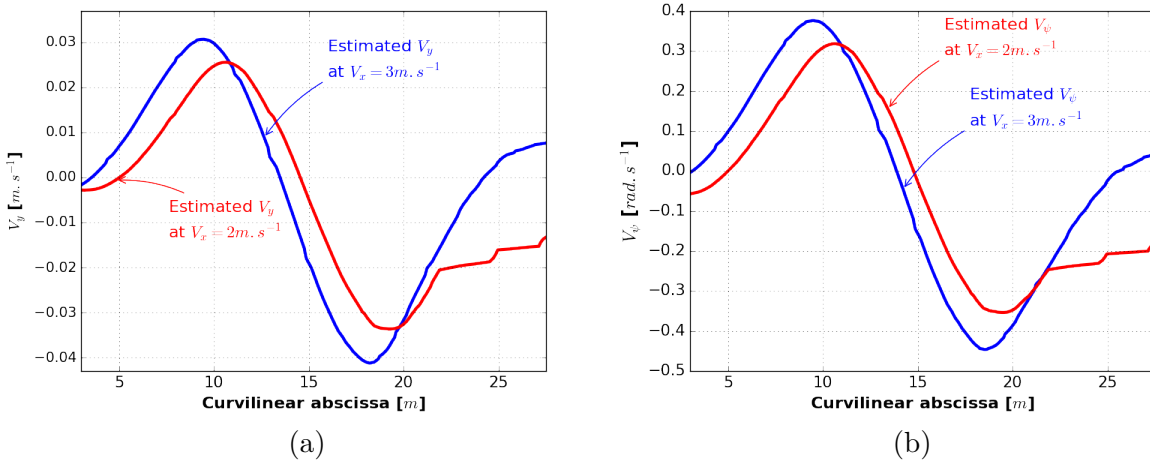 0.03
0.02
0.01
0.00
−0.01
−0.02
−0.03
−0.04
V_y [m.s⁻¹]
Estimated V_y
at V_x = 3m.s⁻¹
Estimated V_y
at V_x = 2m.s⁻¹
5 10 15 20 25
Curvilinear abscissa [m]
(a)
0.4
0.3
0.2
0.1
0.0
−0.1
−0.2
−0.3
−0.4
−0.5
V_ψ [rad.s⁻¹]
Estimated V_ψ
at V_x = 2m.s⁻¹
Estimated V_ψ
at V_x = 3m.s⁻¹
5 10 15 20 25
Curvilinear abscissa [m]
(b)